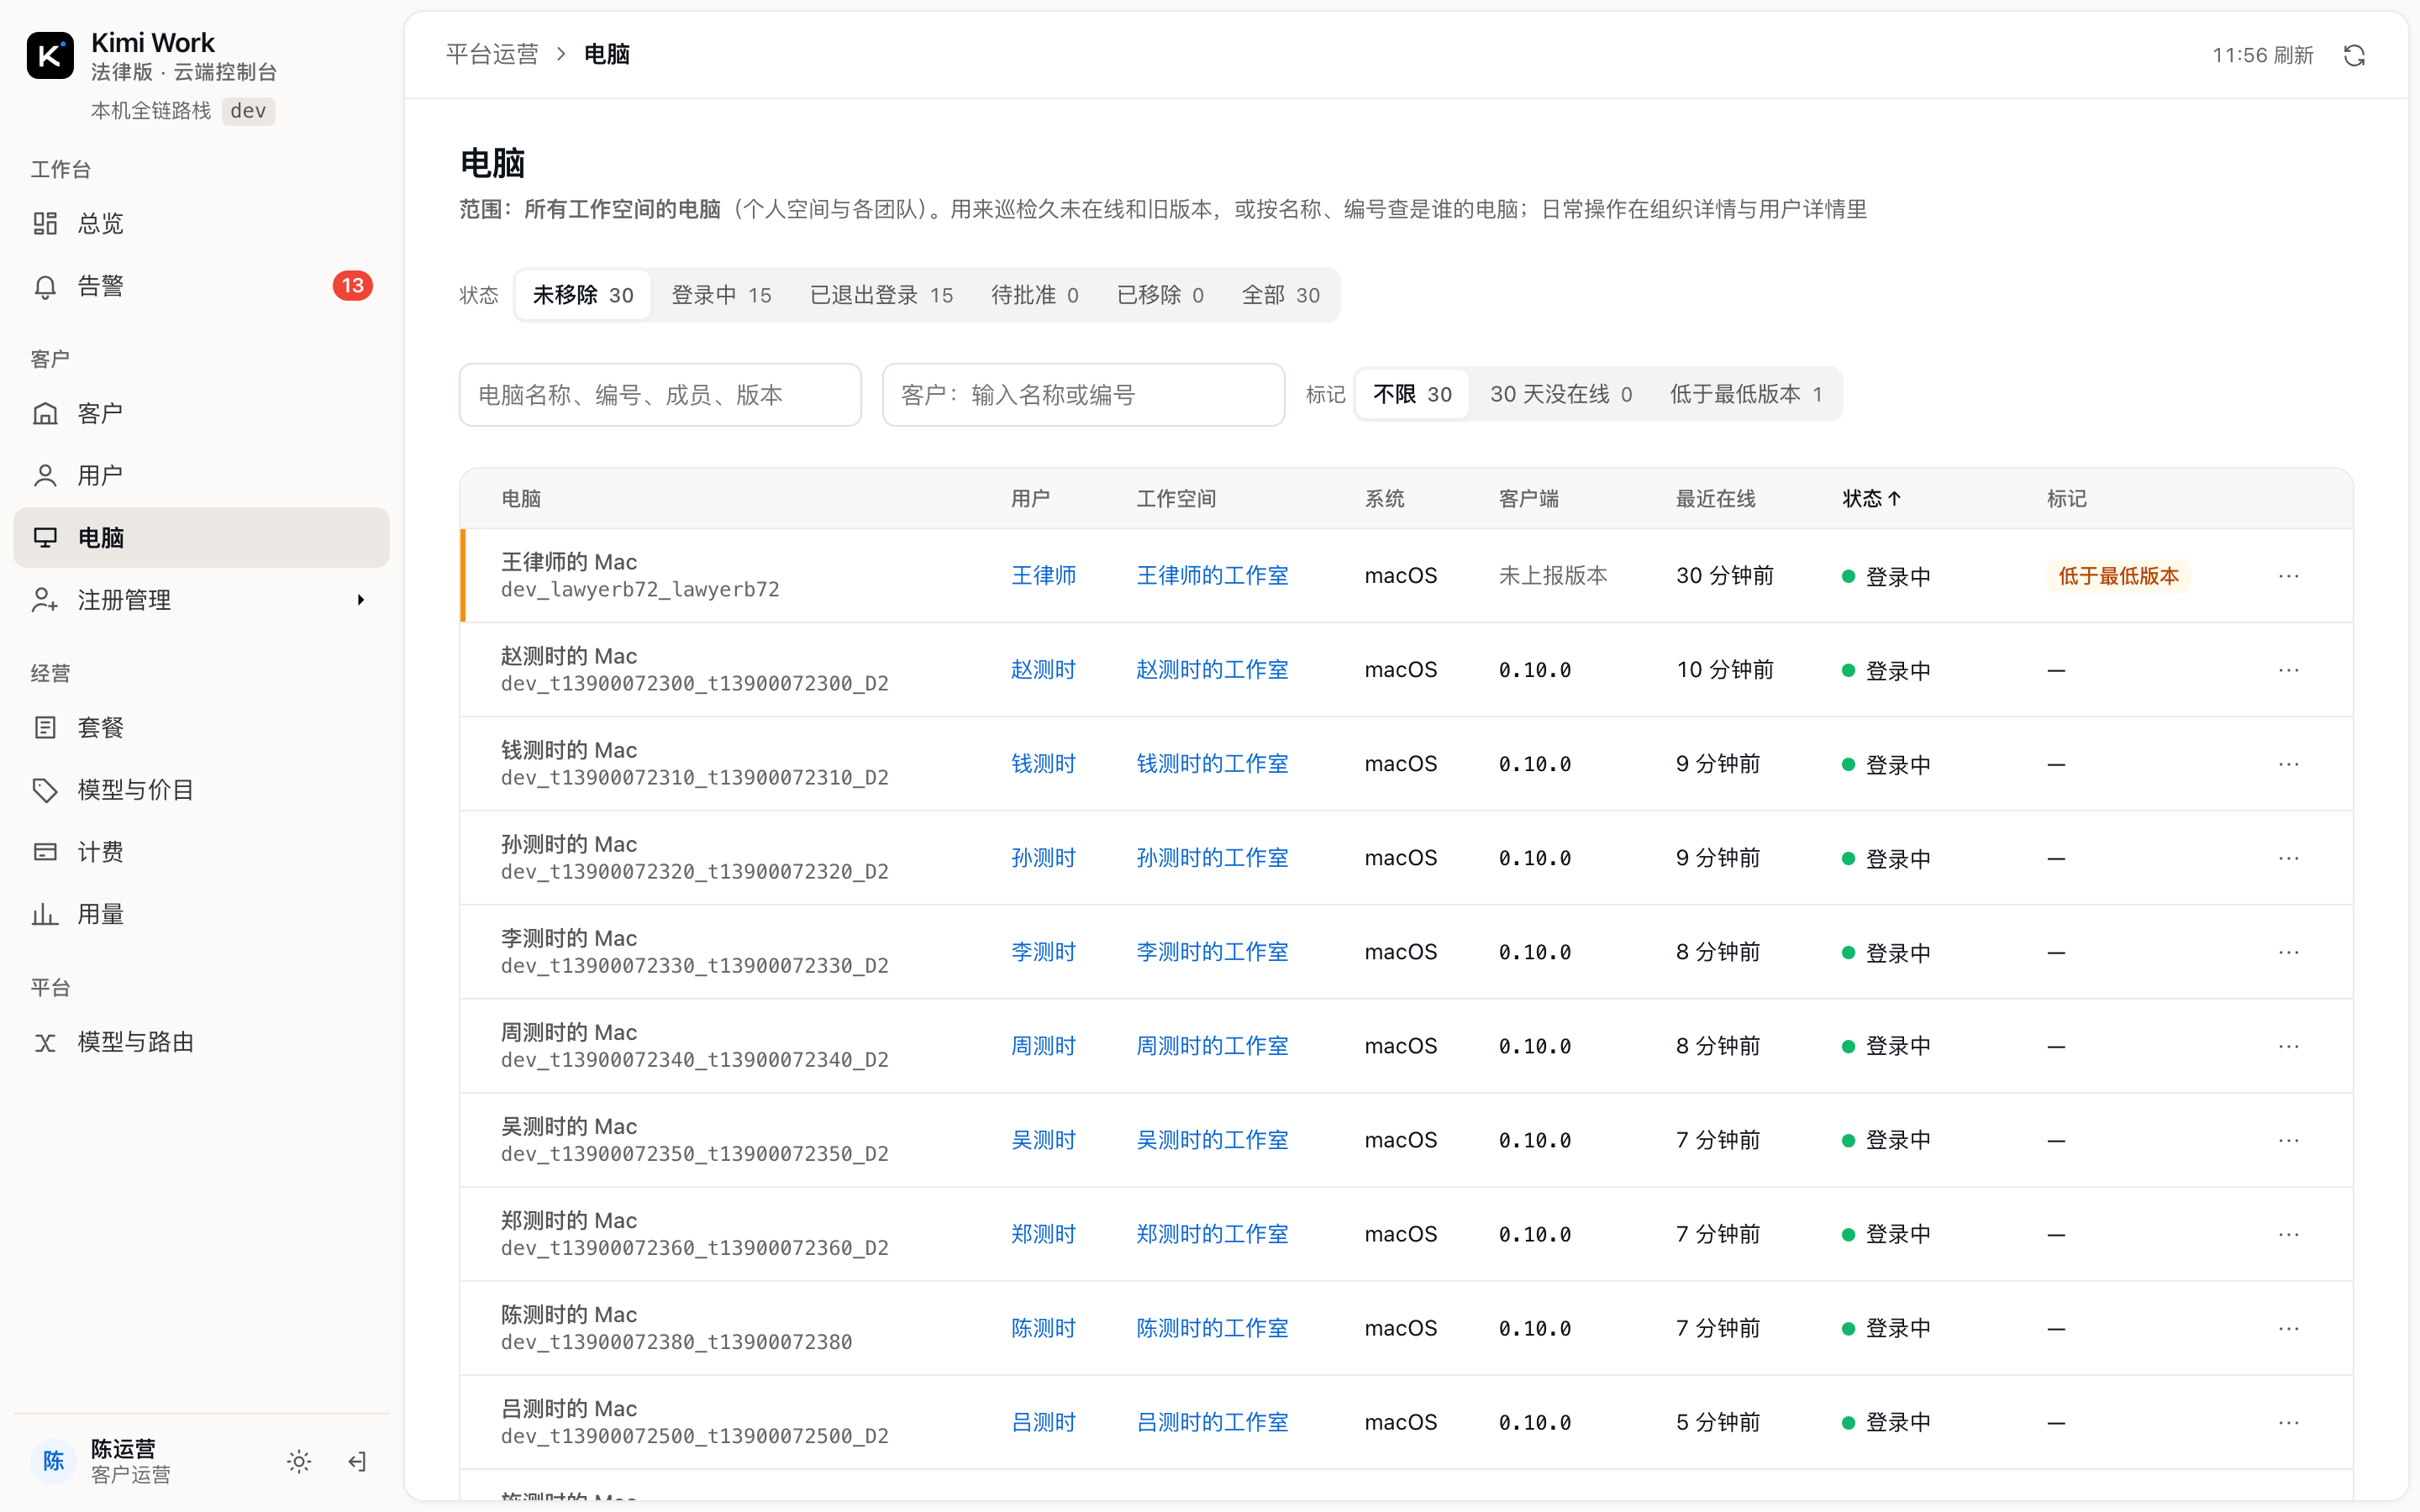 Kimi Work
法律版 · 云端控制台
本机全链路栈 dev
工作台
总览
告警 13
客户
客户
用户
电脑
注册管理
经营
套餐
模型与价目
计费
用量
平台
模型与路由
陈 陈运营
客户运营
平台运营 > 电脑
11:56 刷新
电脑
范围：所有工作空间的电脑（个人空间与各团队）。用来巡检久未在线和旧版本，或按名称、编号查是谁的电脑；日常操作在组织详情与用户详情里
状态 未移除 30 登录中 15 已退出登录 15 待批准 0 已移除 0 全部 30
电脑名称、编号、成员、版本 客户：输入名称或编号 标记 不限 30 30 天没在线 0 低于最低版本 1
电脑 用户 工作空间 系统 客户端 最近在线 状态↑ 标记
王律师的 Mac
dev_lawyerb72_lawyerb72
王律师 王律师的工作室 macOS 未上报版本 30 分钟前 登录中 低于最低版本 ···
赵测时的 Mac
dev_t13900072300_t13900072300_D2
赵测时 赵测时的工作室 macOS 0.10.0 10 分钟前 登录中 — ···
钱测时的 Mac
dev_t13900072310_t13900072310_D2
钱测时 钱测时的工作室 macOS 0.10.0 9 分钟前 登录中 — ···
孙测时的 Mac
dev_t13900072320_t13900072320_D2
孙测时 孙测时的工作室 macOS 0.10.0 9 分钟前 登录中 — ···
李测时的 Mac
dev_t13900072330_t13900072330_D2
李测时 李测时的工作室 macOS 0.10.0 8 分钟前 登录中 — ···
周测时的 Mac
dev_t13900072340_t13900072340_D2
周测时 周测时的工作室 macOS 0.10.0 8 分钟前 登录中 — ···
吴测时的 Mac
dev_t13900072350_t13900072350_D2
吴测时 吴测时的工作室 macOS 0.10.0 7 分钟前 登录中 — ···
郑测时的 Mac
dev_t13900072360_t13900072360_D2
郑测时 郑测时的工作室 macOS 0.10.0 7 分钟前 登录中 — ···
陈测时的 Mac
dev_t13900072380_t13900072380
陈测时 陈测时的工作室 macOS 0.10.0 7 分钟前 登录中 — ···
吕测时的 Mac
dev_t13900072500_t13900072500_D2
吕测时 吕测时的工作室 macOS 0.10.0 5 分钟前 登录中 — ···